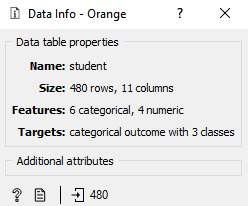 Data Info - Orange ? X
Data table properties
Name: student
Size: 480 rows, 11 columns
Features: 6 categorical, 4 numeric
Targets: categorical outcome with 3 classes
Additional attributes
? 480